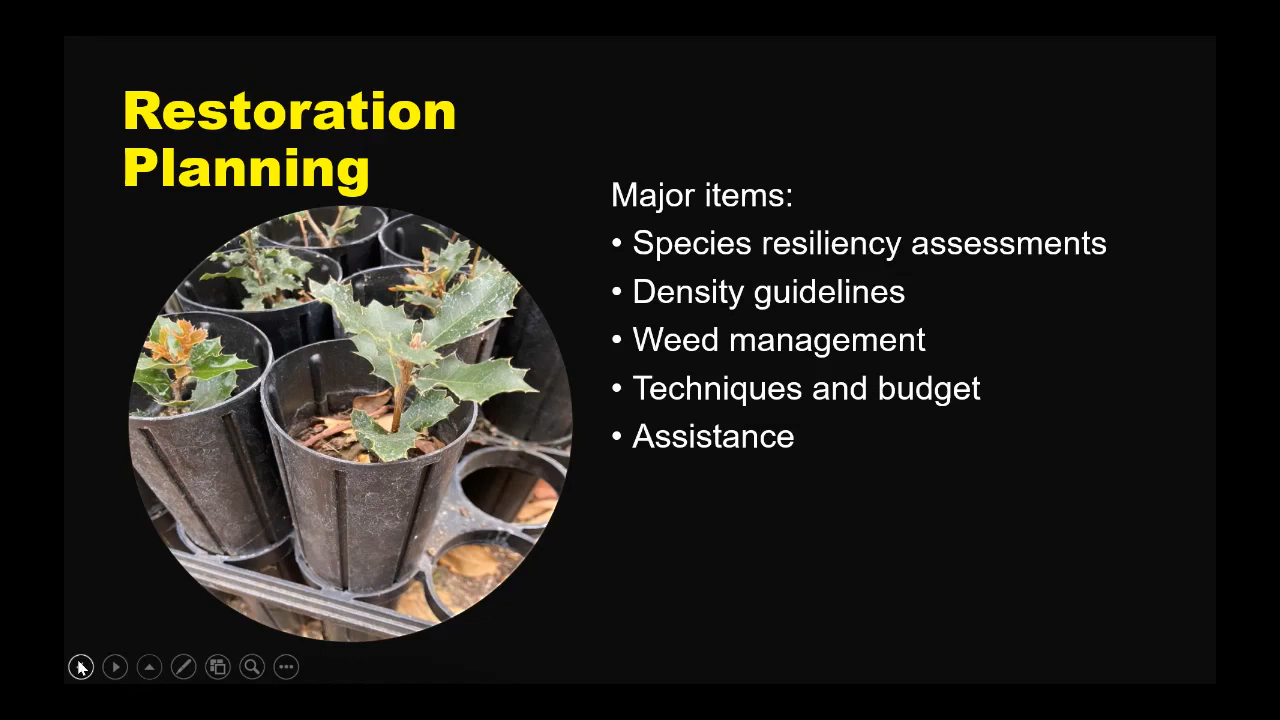 Restoration
Planning
Major items:
• Species resiliency assessments
• Density guidelines
• Weed management
• Techniques and budget
• Assistance